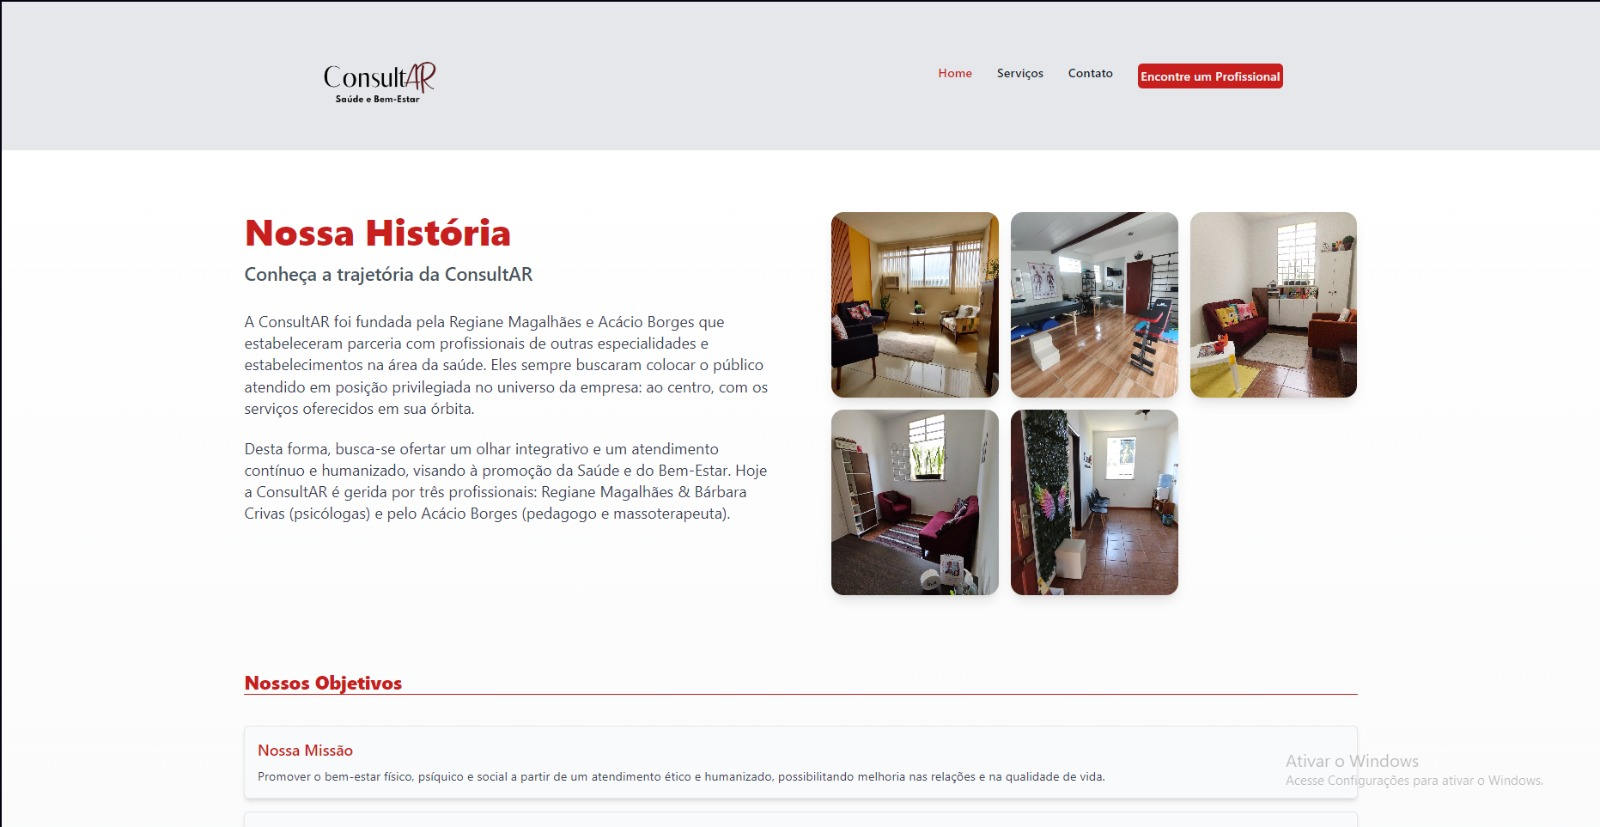 ConsultAR
Saúde e Bem-Estar
Home
Serviços
Contato
Encontre um Profissional
Nossa História
Conheça a trajetória da ConsultAR
A ConsultAR foi fundada pela Regiane Magalhães e Acácio Borges que
estabeleceram parceria com profissionais de outras especialidades e
estabelecimentos na área da saúde. Eles sempre buscaram colocar o público
atendido em posição privilegiada no universo da empresa: ao centro, com os
serviços oferecidos em sua órbita.
Desta forma, busca-se ofertar um olhar integrativo e um atendimento
contínuo e humanizado, visando à promoção da Saúde e do Bem-Estar. Hoje
a ConsultAR é gerida por três profissionais: Regiane Magalhães & Bárbara
Crivas (psicólogas) e pelo Acácio Borges (pedagogo e massoterapeuta).
Nossos Objetivos
Nossa Missão
Promover o bem-estar físico, psíquico e social a partir de um atendimento ético e humanizado, possibilitando melhoria nas relações e na qualidade de vida.
Ativar o Windows
Acesse Configurações para ativar o Windows.